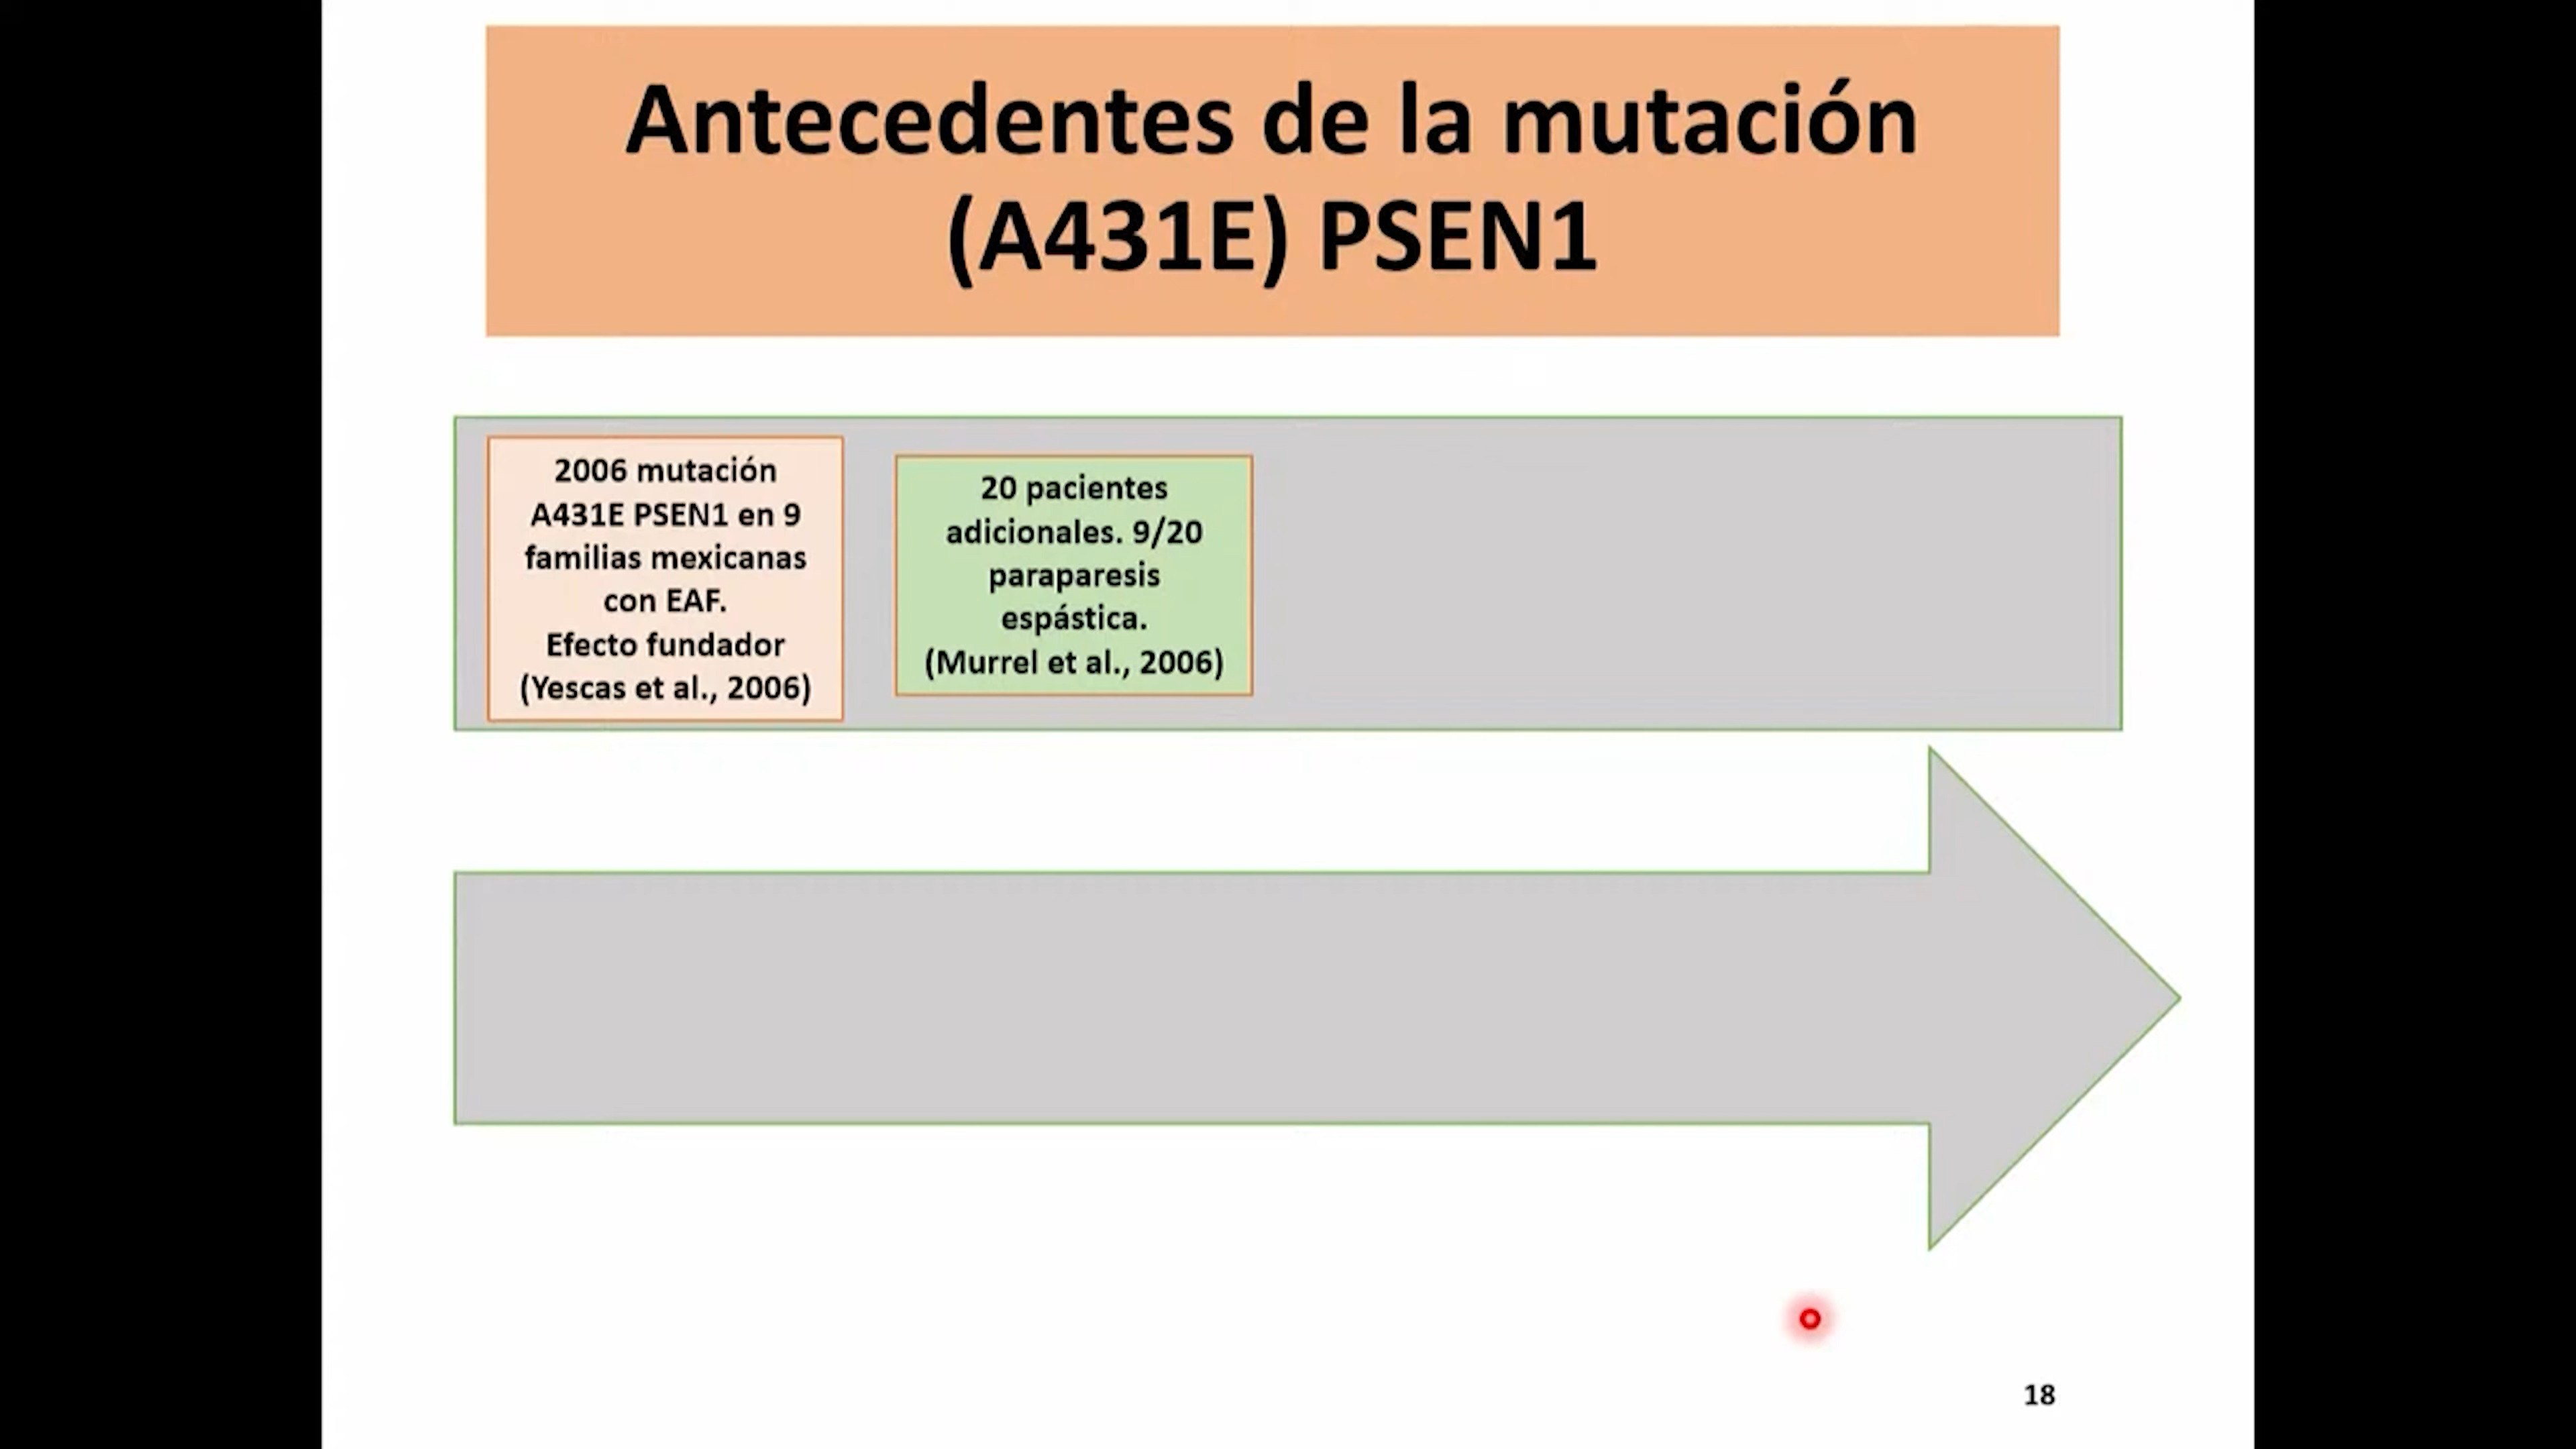 Antecedentes de la mutación
(A431E) PSEN1
2006 mutación
A431E PSEN1 en 9
familias mexicanas
con EAF.
Efecto fundador
(Yescas et al., 2006)
20 pacientes
adicionales. 9/20
paraparesis
espástica.
(Murrel et al., 2006)
18